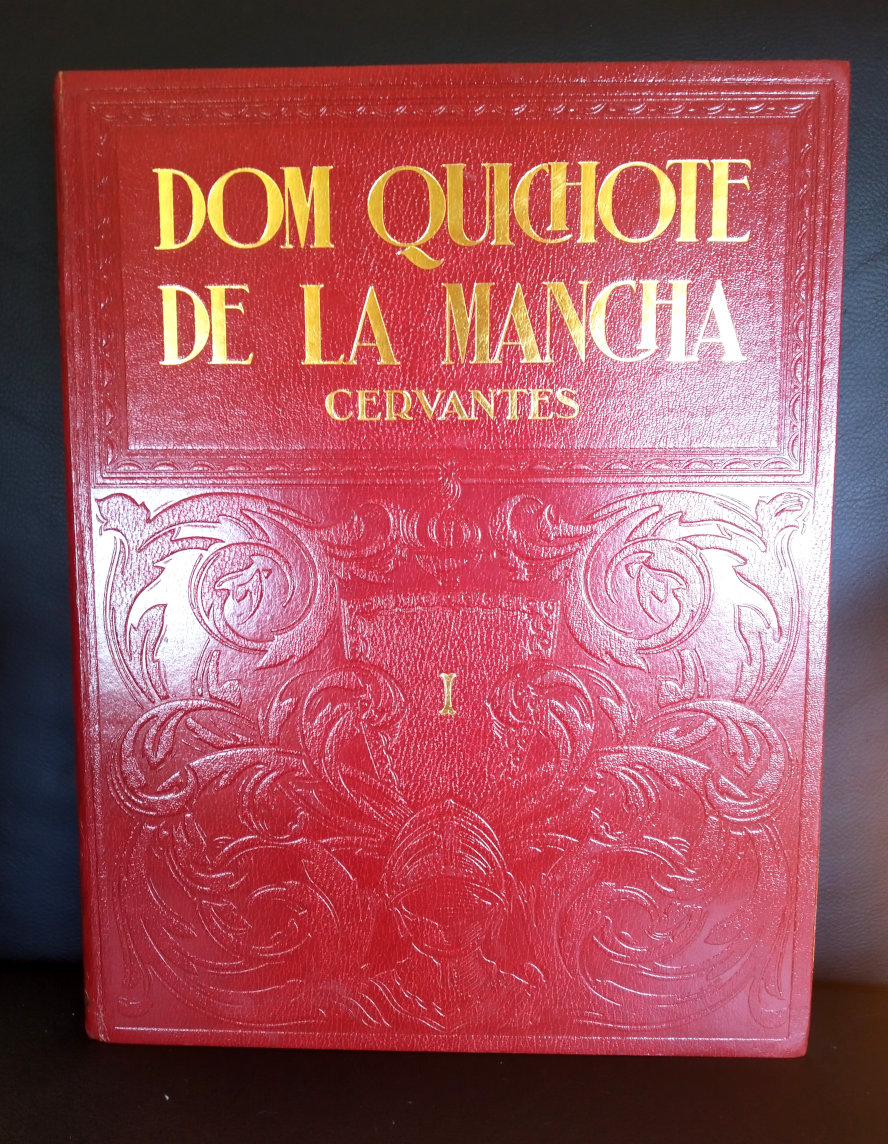 DOM QUICHOTE
DE LA MANCHA
CERVANTES
I